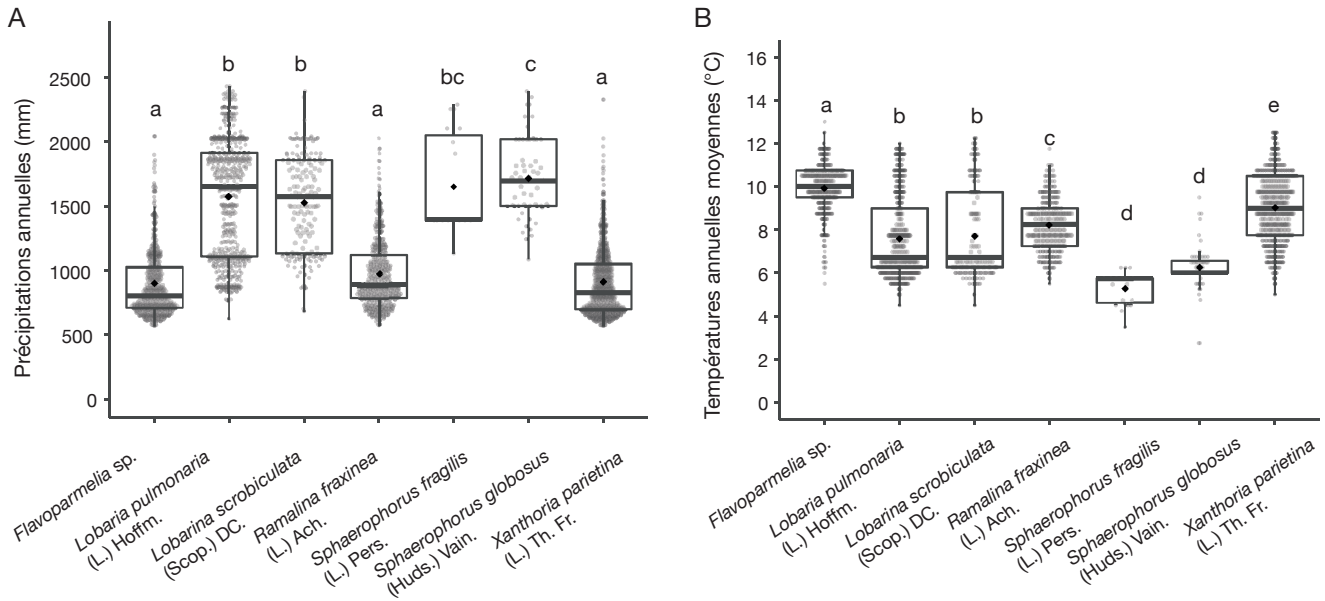 A
Précipitations annuelles (mm)
2500
2000
1500
1000
500
0
a
b
b
a
bc
c
a
Flavoparmelia sp.
Lobaria pulmonaria
(L.) Hoffm.
Lobarina scrobiculata
(Scop.) DC.
Ramalina fraxinea
(L.) Ach.
Sphaerophorus fragilis
(L.) Pers.
Sphaerophorus globosus
(Huds.) Vain.
Xanthoria parietina
(L.) Th. Fr.
B
Températures annuelles moyennes (°C)
16
14
12
10
8
6
4
2
0
a
b
b
c
d
d
e
Flavoparmelia sp.
Lobaria pulmonaria
(L.) Hoffm.
Lobarina scrobiculata
(Scop.) DC.
Ramalina fraxinea
(L.) Ach.
Sphaerophorus fragilis
(L.) Pers.
Sphaerophorus globosus
(Huds.) Vain.
Xanthoria parietina
(L.) Th. Fr.